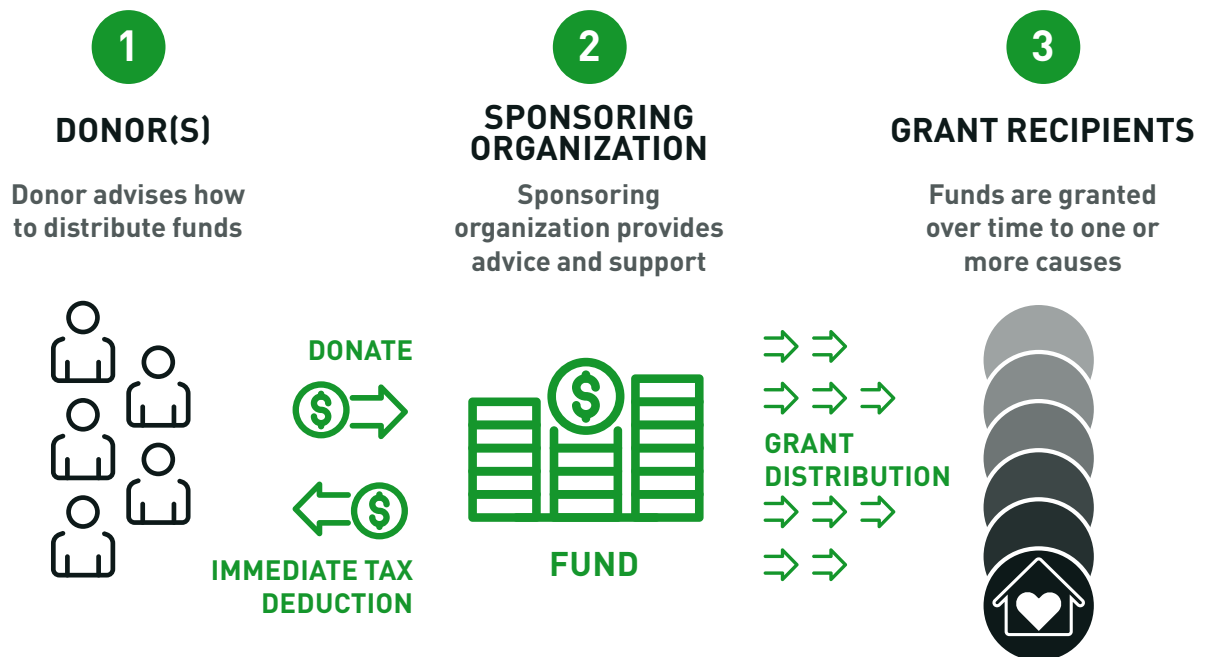 1
DONOR(S)
Donor advises how
to distribute funds
DONATE
$
$
IMMEDIATE TAX
DEDUCTION
2
SPONSORING
ORGANIZATION
Sponsoring
organization provides
advice and support
$
FUND
3
GRANT RECIPIENTS
Funds are granted
over time to one or
more causes
GRANT
DISTRIBUTION